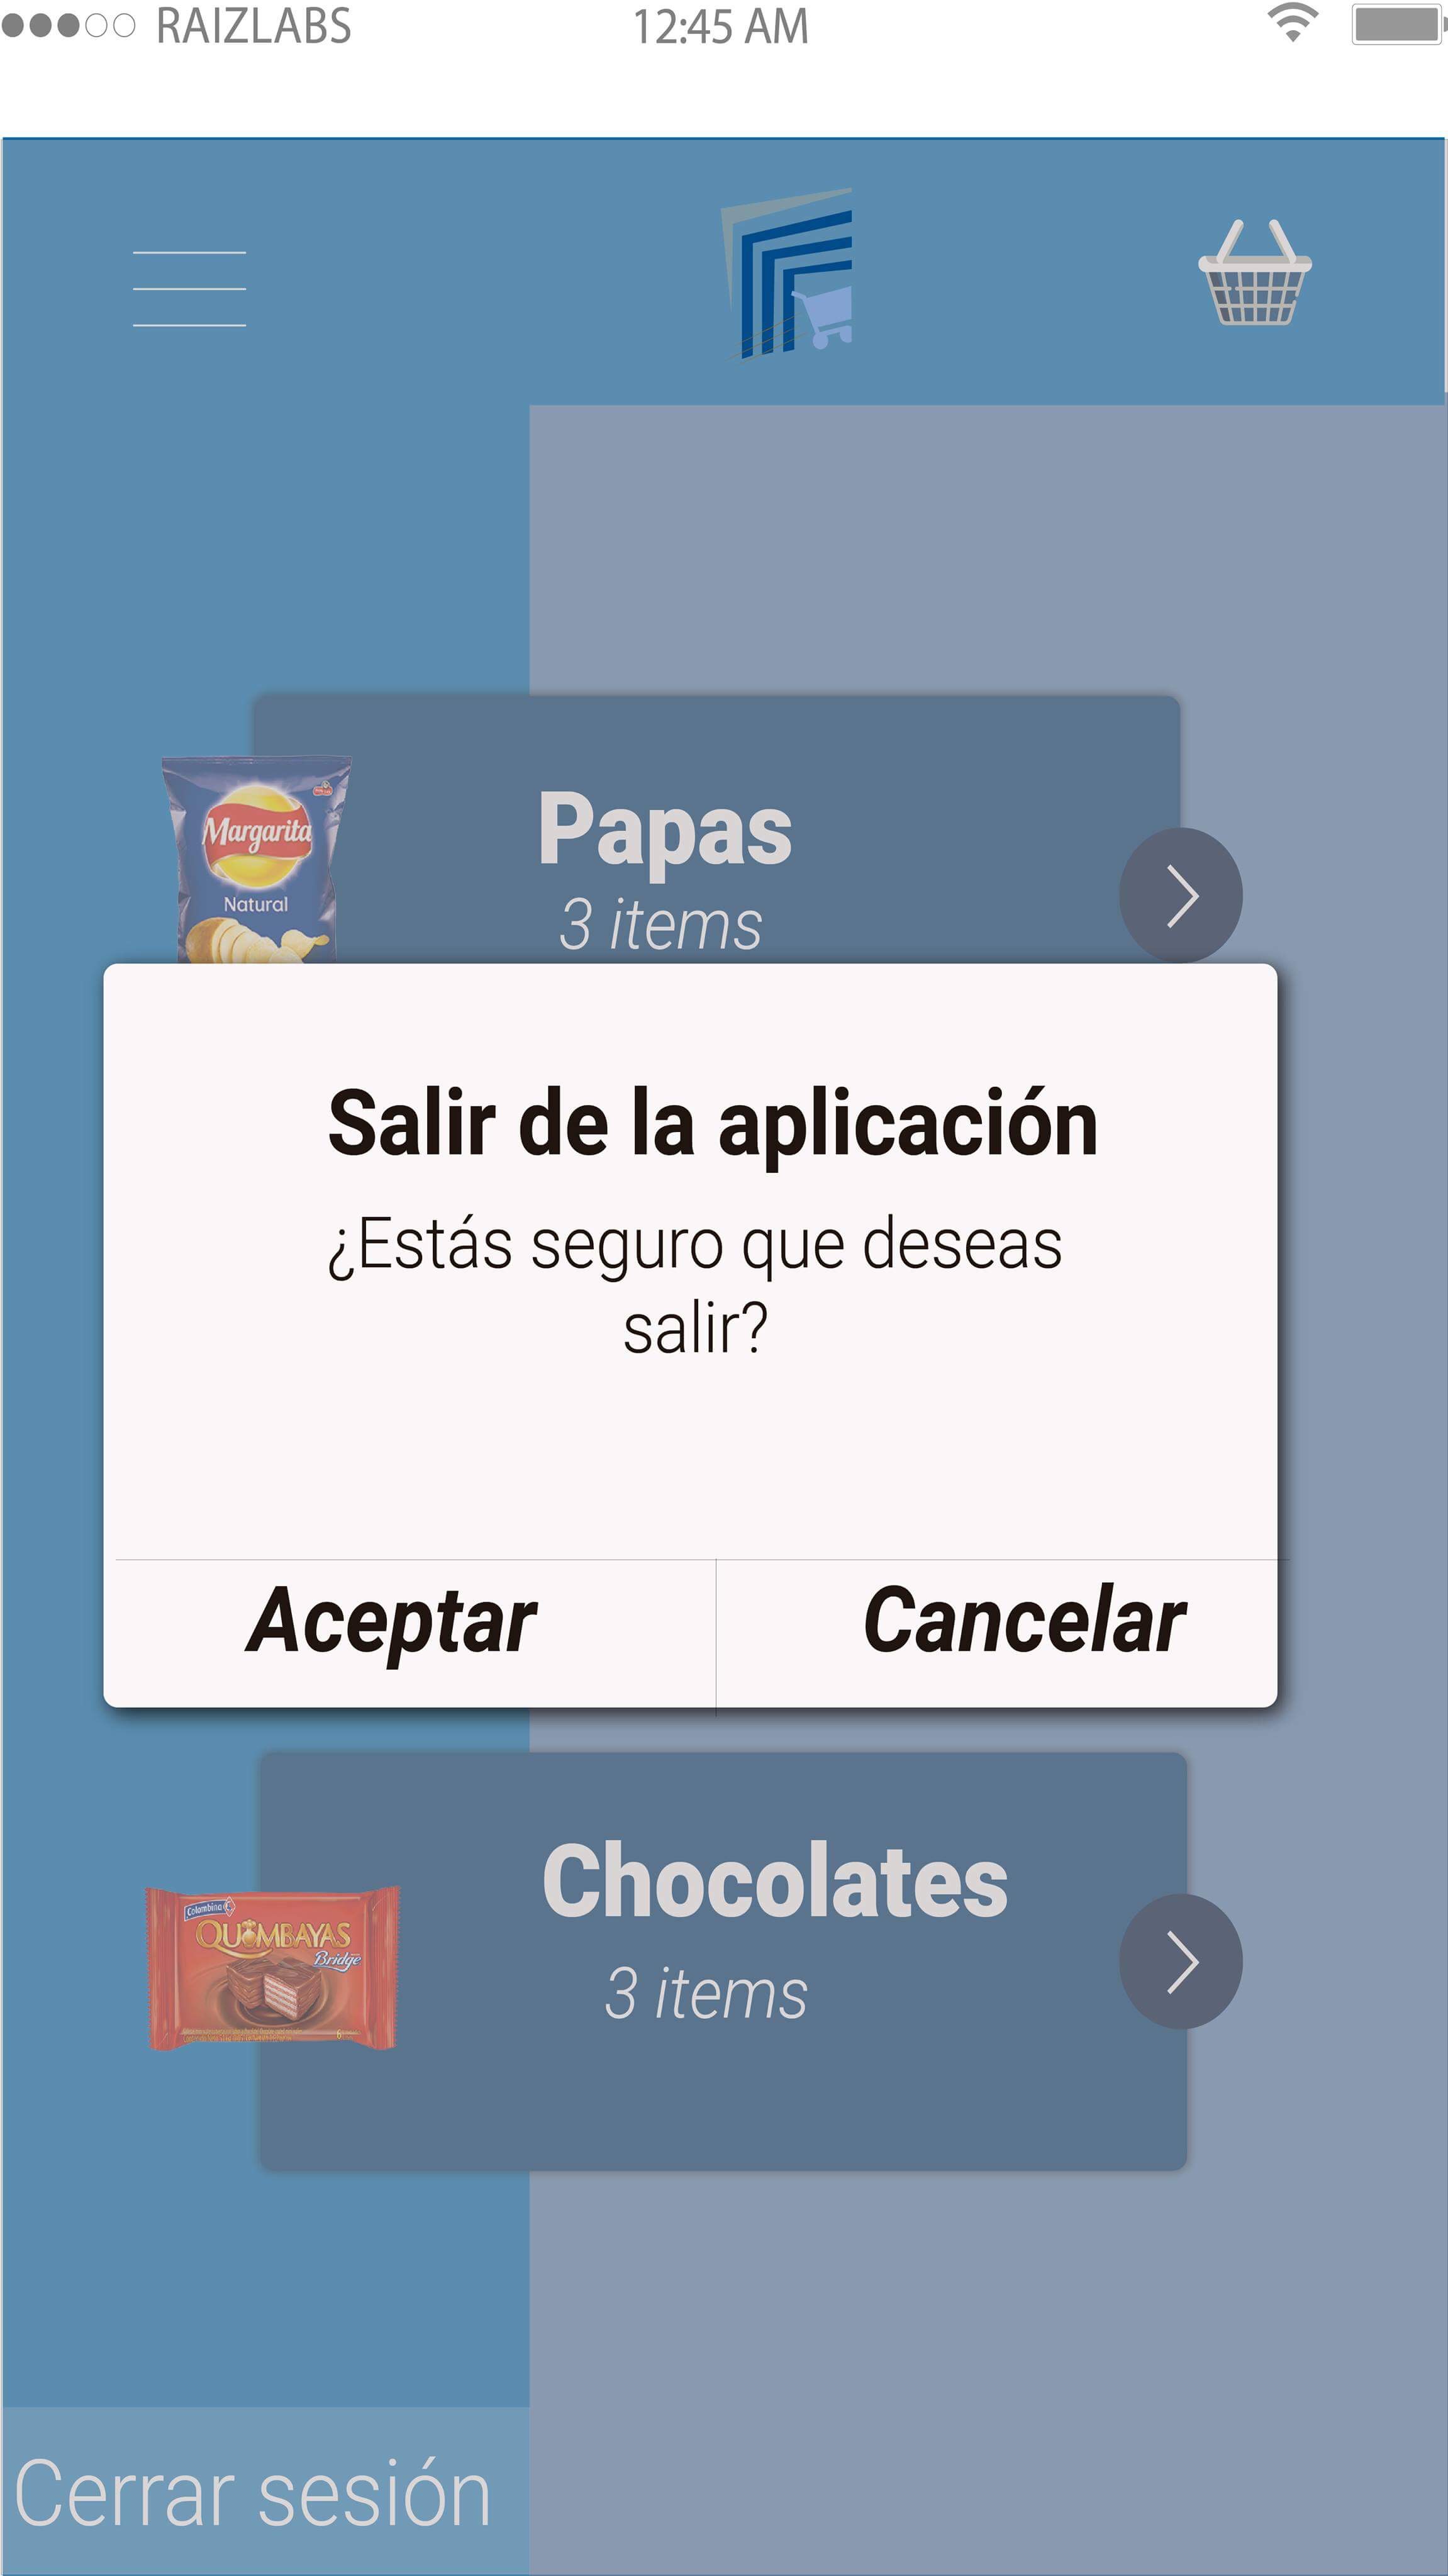 RAIZLABS 12:45 AM
Papas
3 items
Margarita
Natural
Salir de la aplicación
¿Estás seguro que deseas
salir?
Aceptar Cancelar
Chocolates
3 items
Colombina
QUIMBAYAS
Bridge
Cerrar sesión